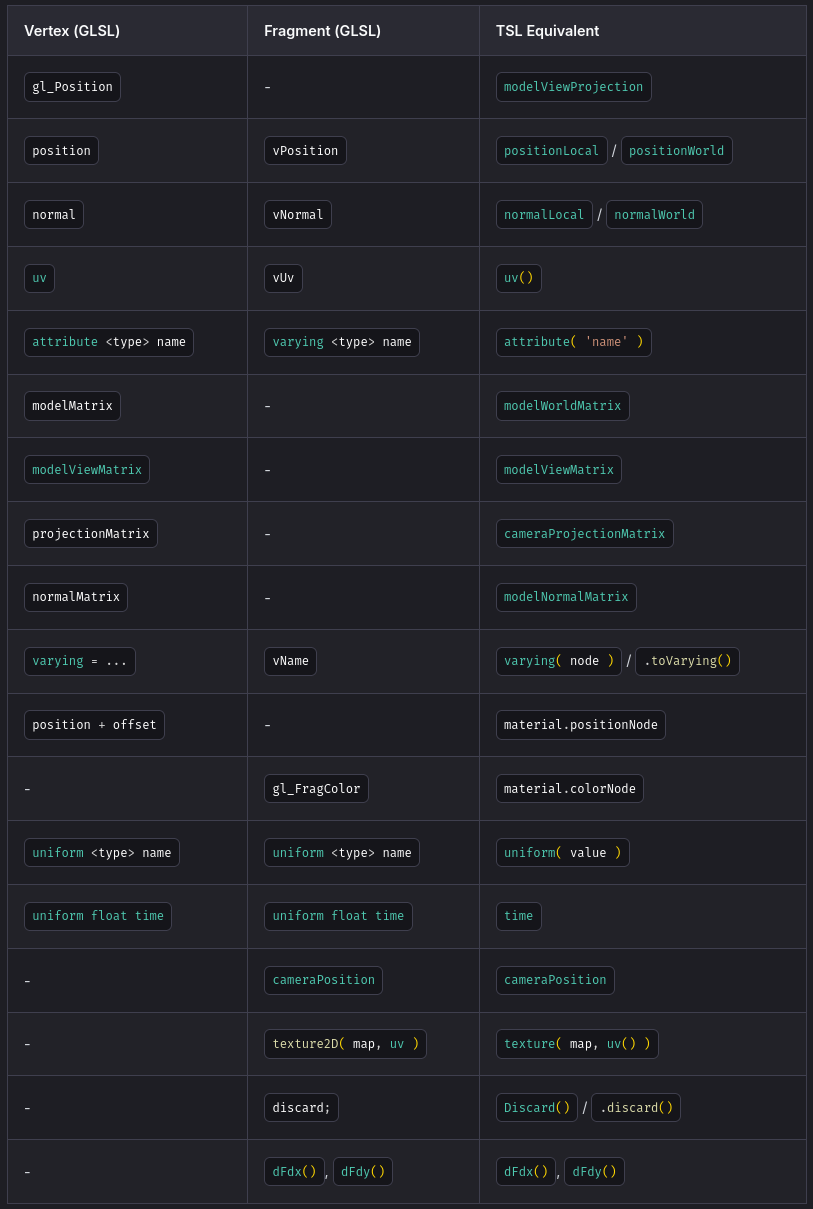 Vertex (GLSL) Fragment (GLSL) TSL Equivalent
gl_Position - modelViewProjection
position vPosition positionLocal / positionWorld
normal vNormal normalLocal / normalWorld
uv vUv uv()
attribute <type> name varying <type> name attribute( 'name' )
modelMatrix - modelWorldMatrix
modelViewMatrix - modelViewMatrix
projectionMatrix - cameraProjectionMatrix
normalMatrix - modelNormalMatrix
varying = ... vName varying( node ) / .toVarying()
position + offset - material.positionNode
- gl_FragColor material.colorNode
uniform <type> name uniform <type> name uniform( value )
uniform float time uniform float time time
- cameraPosition cameraPosition
- texture2D( map, uv ) texture( map, uv() )
- discard; Discard() / .discard()
- dFdx(), dFdy() dFdx(), dFdy()